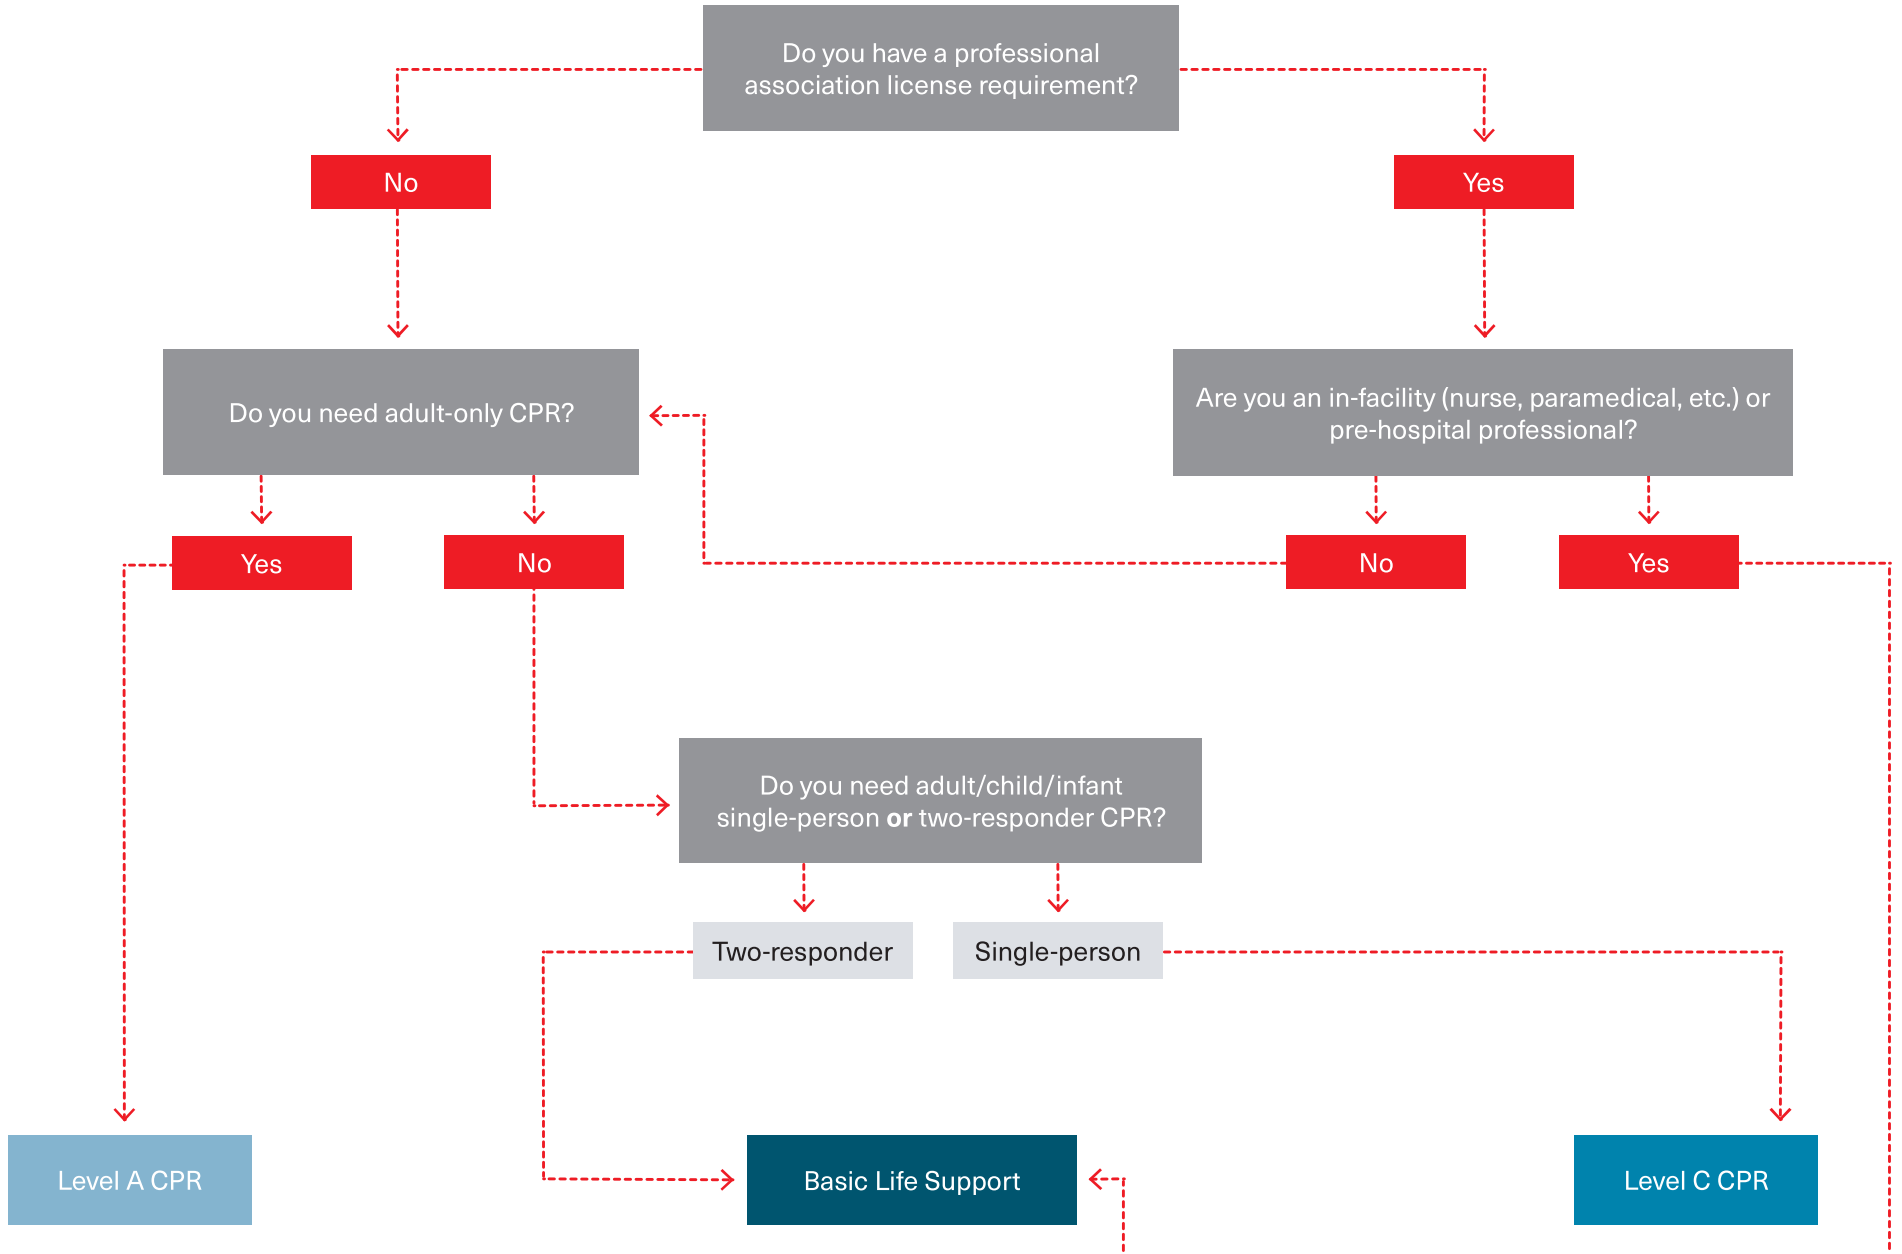 Do you have a professional
association license requirement?
No
Yes
Do you need adult-only CPR?
Are you an in-facility (nurse, paramedical, etc.) or
pre-hospital professional?
Yes
No
No
Yes
Do you need adult/child/infant
single-person or two-responder CPR?
Two-responder
Single-person
Level A CPR
Basic Life Support
Level C CPR